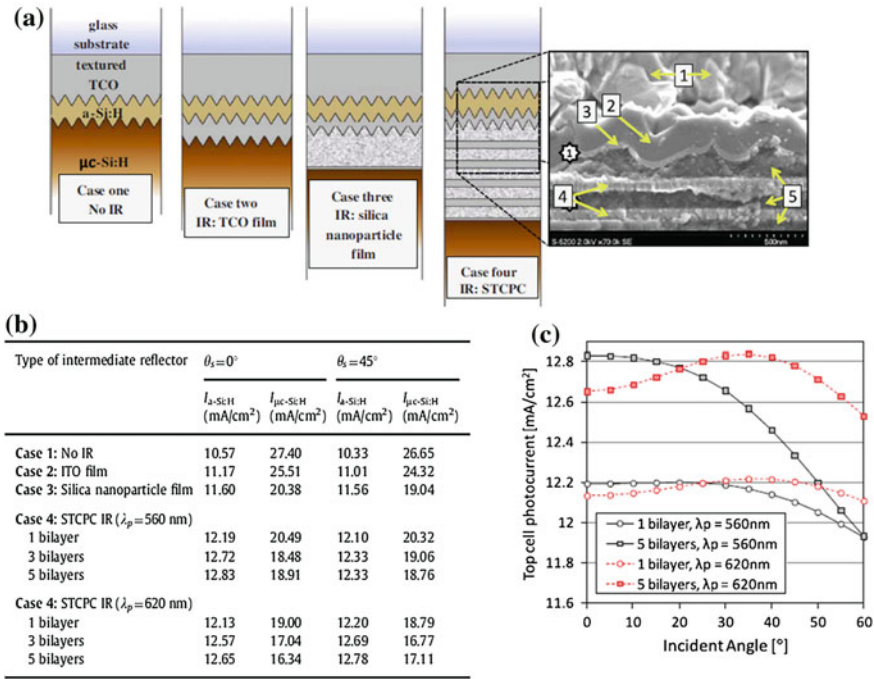 (a)
glass
substrate
textured
TCO
a-Si:H
μc-Si:H
Case one
No IR
Case two
IR: TCO film
Case three
IR: silica
nanoparticle
film
Case four
IR: STCPC
1
3
2
1
4
5
S-6200 2.0kV x70.0k SE
500nm
(b)
Type of intermediate reflector θs=0° θs=45°
Ia-Si:H (mA/cm²) Iμc-Si:H (mA/cm²) Ia-Si:H (mA/cm²) Iμc-Si:H (mA/cm²)
Case 1: No IR 10.57 27.40 10.33 26.65
Case 2: ITO film 11.17 25.51 11.01 24.32
Case 3: Silica nanoparticle film 11.60 20.38 11.56 19.04
Case 4: STCPC IR (λp=560 nm)
1 bilayer 12.19 20.49 12.10 20.32
3 bilayers 12.72 18.48 12.33 19.06
5 bilayers 12.83 18.91 12.33 18.76
Case 4: STCPC IR (λp=620 nm)
1 bilayer 12.13 19.00 12.20 18.79
3 bilayers 12.57 17.04 12.69 16.77
5 bilayers 12.65 16.34 12.78 17.11
(c)
Top cell photocurrent [mA/cm²]
12.8
12.6
12.4
12.2
12
11.8
11.6
1 bilayer, λp = 560nm
5 bilayers, λp = 560nm
1 bilayer, λp = 620nm
5 bilayers, λp = 620nm
0 10 20 30 40 50 60
Incident Angle [°]